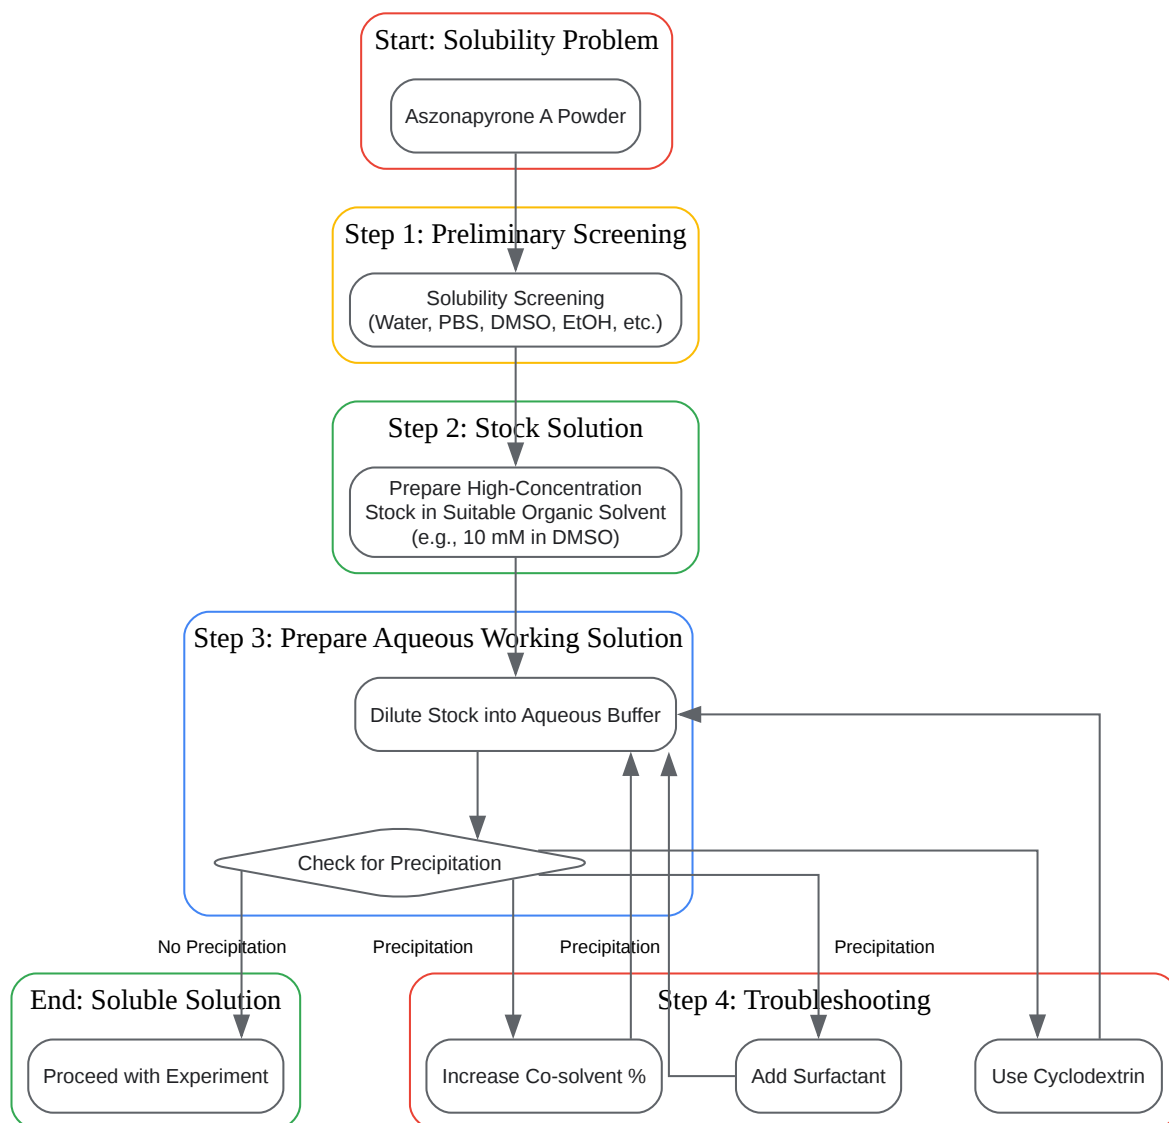 Start: Solubility Problem
Aszonapyrone A Powder
Step 1: Preliminary Screening
Solubility Screening
(Water, PBS, DMSO, EtOH, etc.)
Step 2: Stock Solution
Prepare High-Concentration
Stock in Suitable Organic Solvent
(e.g., 10 mM in DMSO)
Step 3: Prepare Aqueous Working Solution
Dilute Stock into Aqueous Buffer
Check for Precipitation
No Precipitation
Precipitation
Precipitation
Precipitation
End: Soluble Solution
Step 4: Troubleshooting
Proceed with Experiment
Increase Co-solvent %
Add Surfactant
Use Cyclodextrin